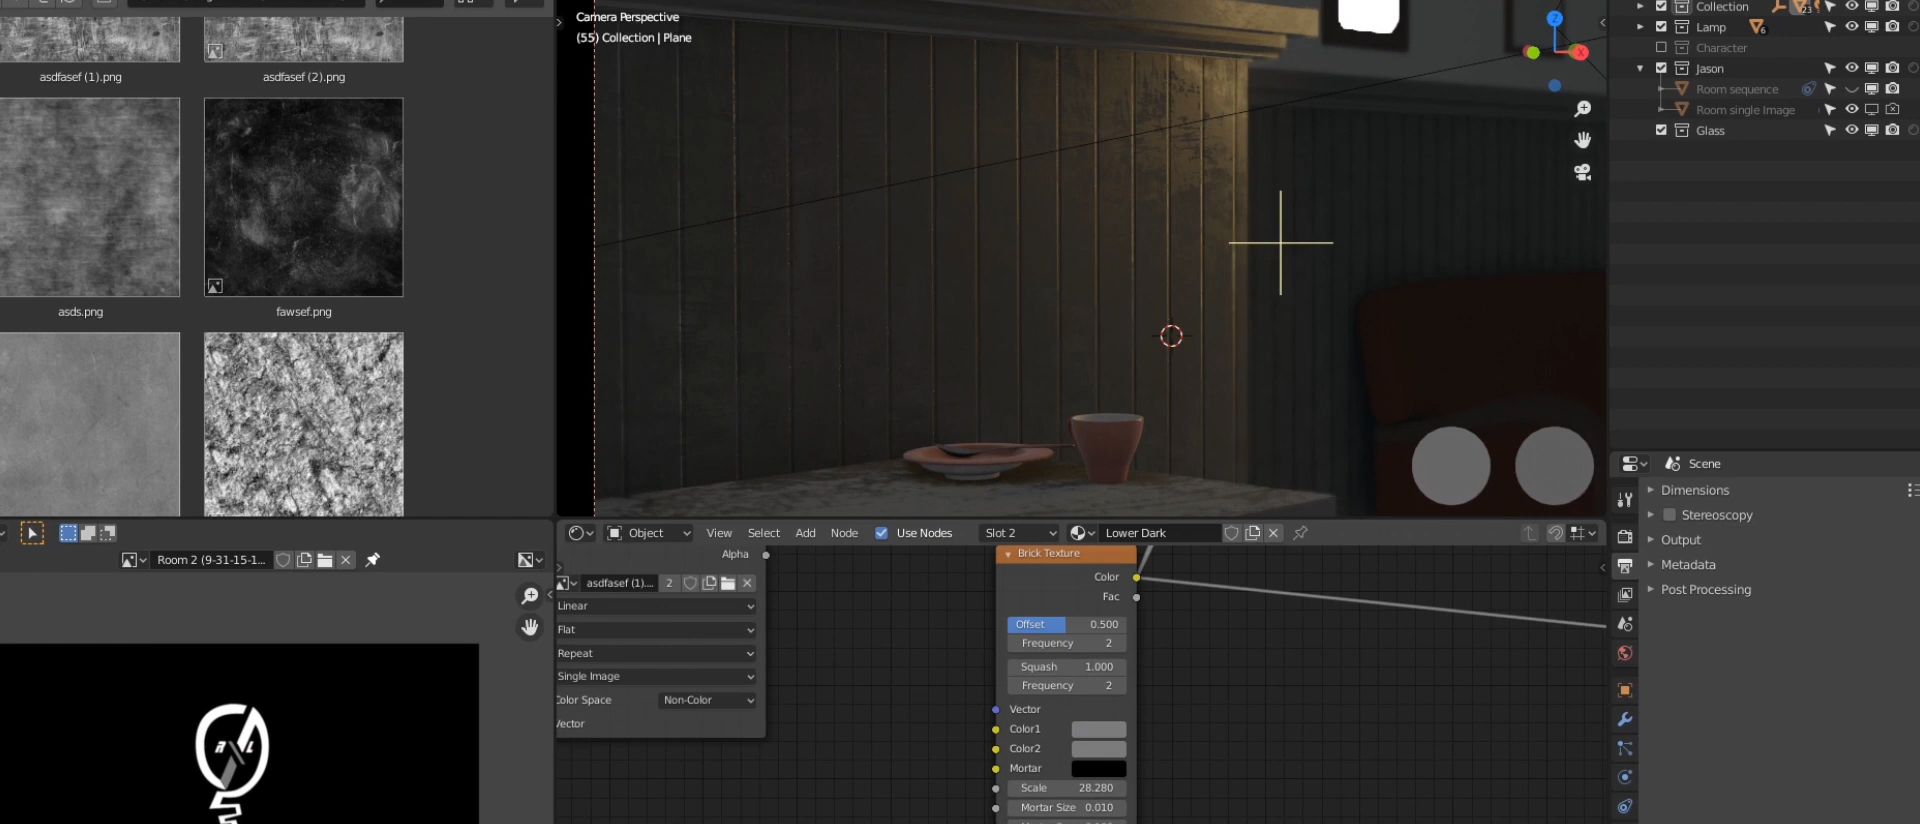 Camera Perspective
(55) Collection | Plane
asdfasef (1).png
asdfasef (2).png
asds.png
fawsef.png
Collection
23
Lamp
6
Character
Jason
Room sequence
Room single Image
Glass
Z
X
Scene
Dimensions
Stereoscopy
Output
Metadata
Post Processing
Object
View
Select
Add
Node
Use Nodes
Slot 2
Lower Dark
Room 2 (9-31-15-1...
Alpha
asdfasef (1)....
2
Linear
Flat
Repeat
Single Image
Color Space
Non-Color
Vector
Brick Texture
Color
Fac
Offset 0.500
Frequency 2
Squash 1.000
Frequency 2
Vector
Color1
Color2
Mortar
Scale 28.280
Mortar Size 0.010